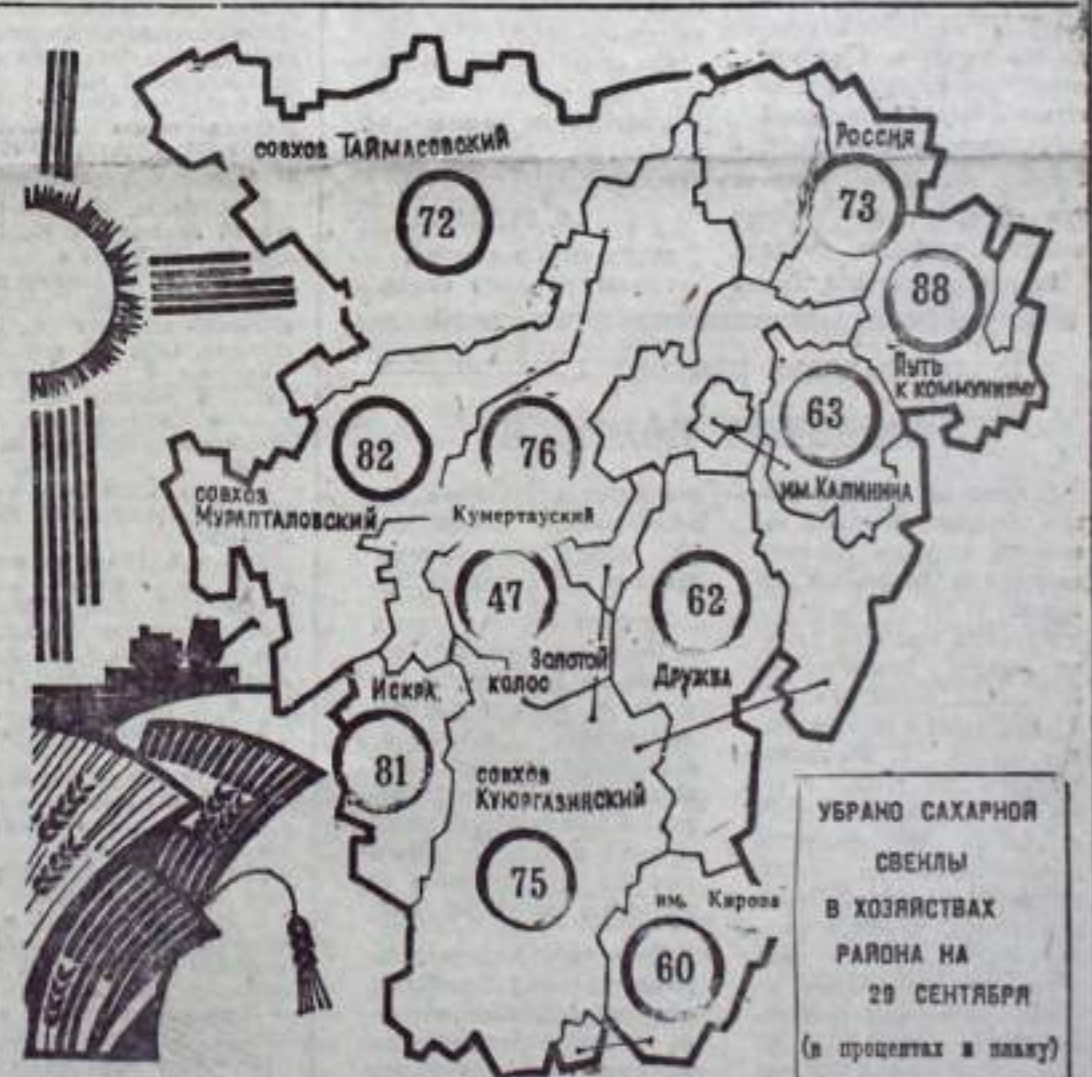 совхоз ТАЙМАСОВСКИЙ
72
РОССИЯ
73
88
ПУТЬ
К КОММУНИЗМУ
63
им. КАЛИНИНА
82
76
СОВХОЗ
МУРАПТАЛОВСКИЙ
Кумертауский
47
62
ЗОЛОТОЙ
КОЛОС
ДРУЖБА
ИСКРА
81
совхоз
КУЮРГАЗИНСКИЙ
75
им. Кирова
60
УБРАНО САХАРНОЙ
СВЕКЛЫ
В ХОЗЯЙСТВАХ
РАЙОНА НА
29 СЕНТЯБРЯ
(в процентах к плану)